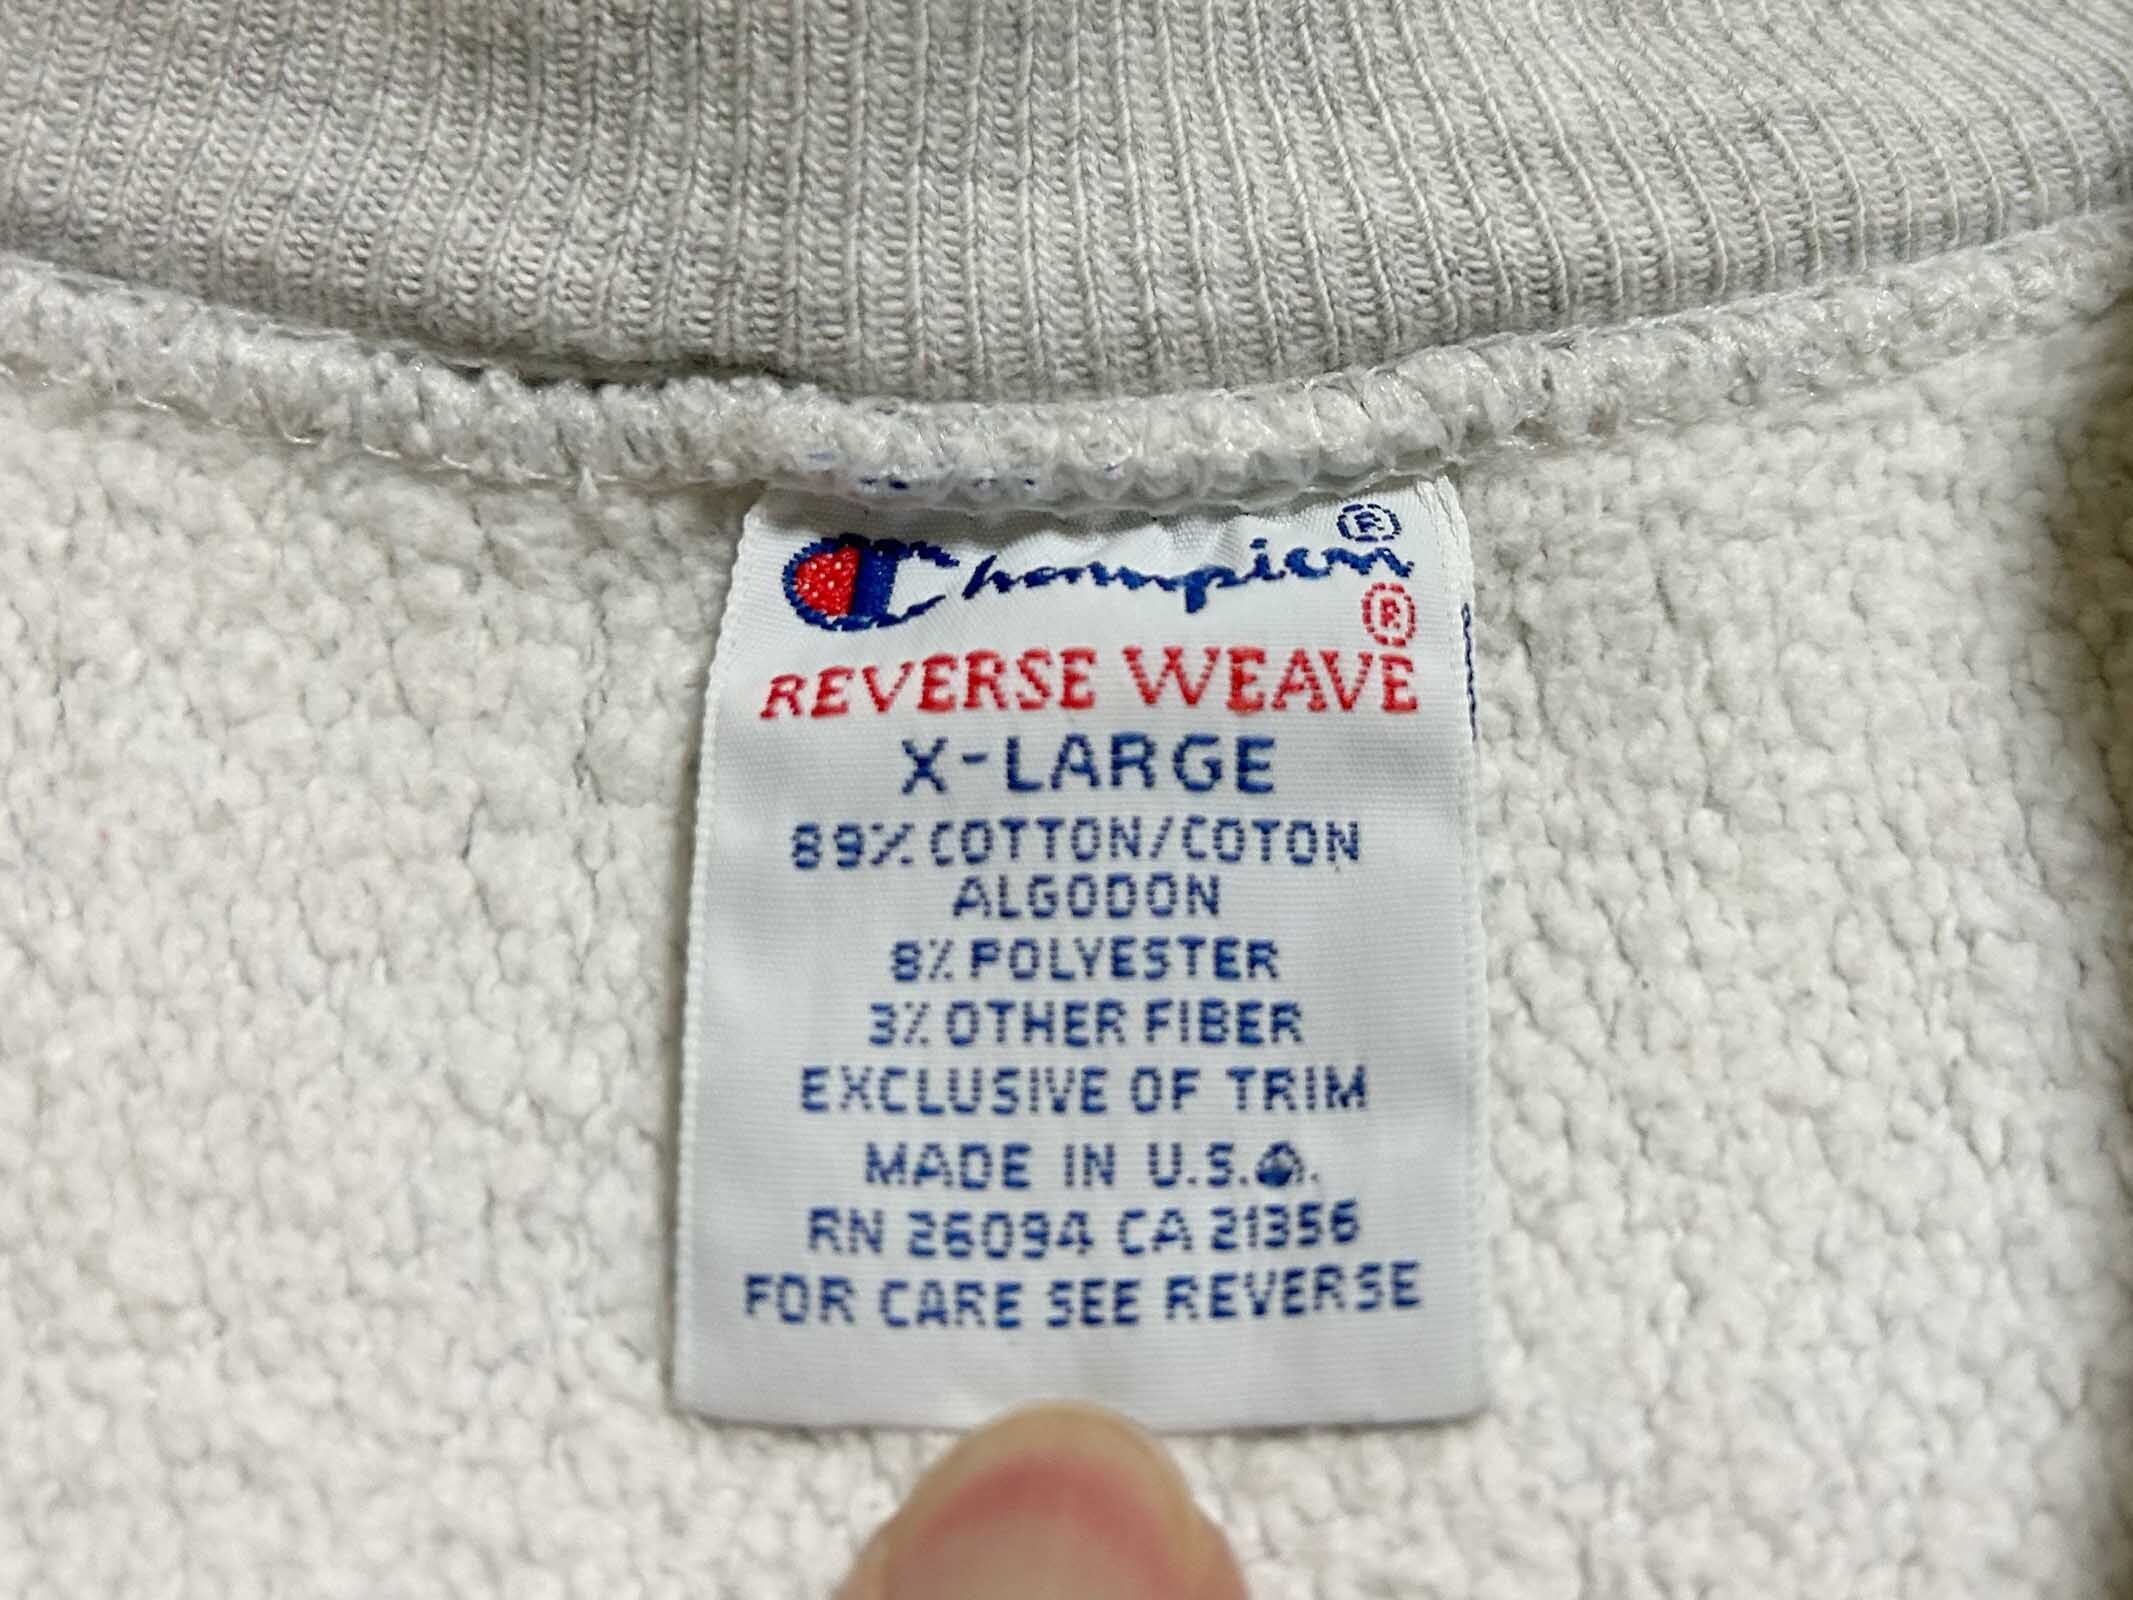 Champion ®
®
REVERSE WEAVE
X-LARGE
89% COTTON/COTON
ALGODON
8% POLYESTER
3% OTHER FIBER
EXCLUSIVE OF TRIM
MADE IN U.S.A.
RN 26094 CA 21356
FOR CARE SEE REVERSE